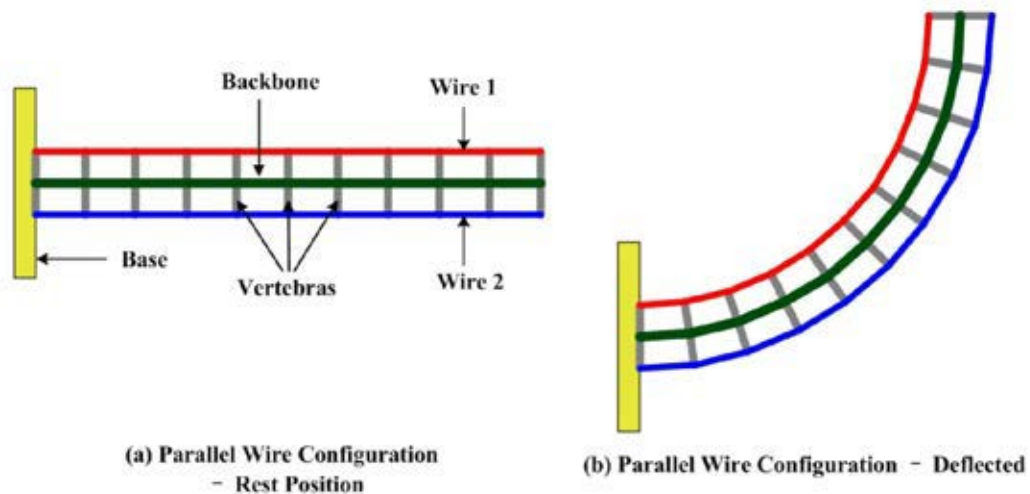 Backbone
Wire 1
Base
Vertebras
Wire 2
(a) Parallel Wire Configuration
- Rest Position
(b) Parallel Wire Configuration - Deflected